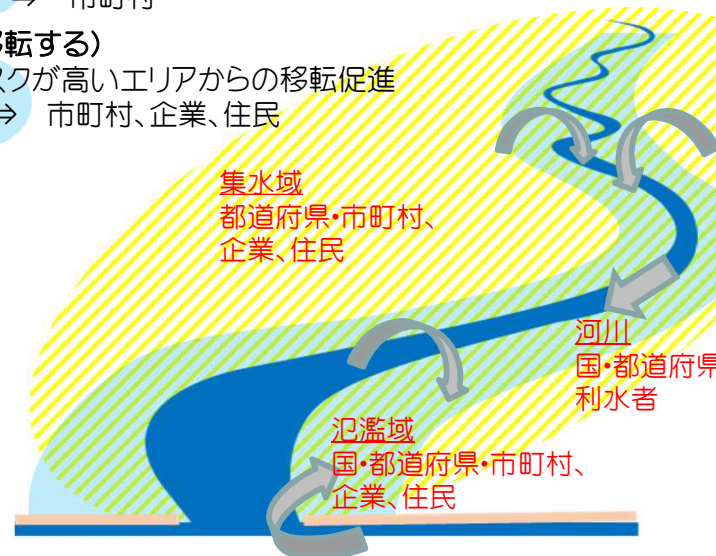 ⇒ 市町村
転する）
スクが高いエリアからの移転促進
⇒ 市町村、企業、住民
集水域
都道府県・市町村、
企業、住民
河川
国・都道府県
利水者
氾濫域
国・都道府県・市町村、
企業、住民